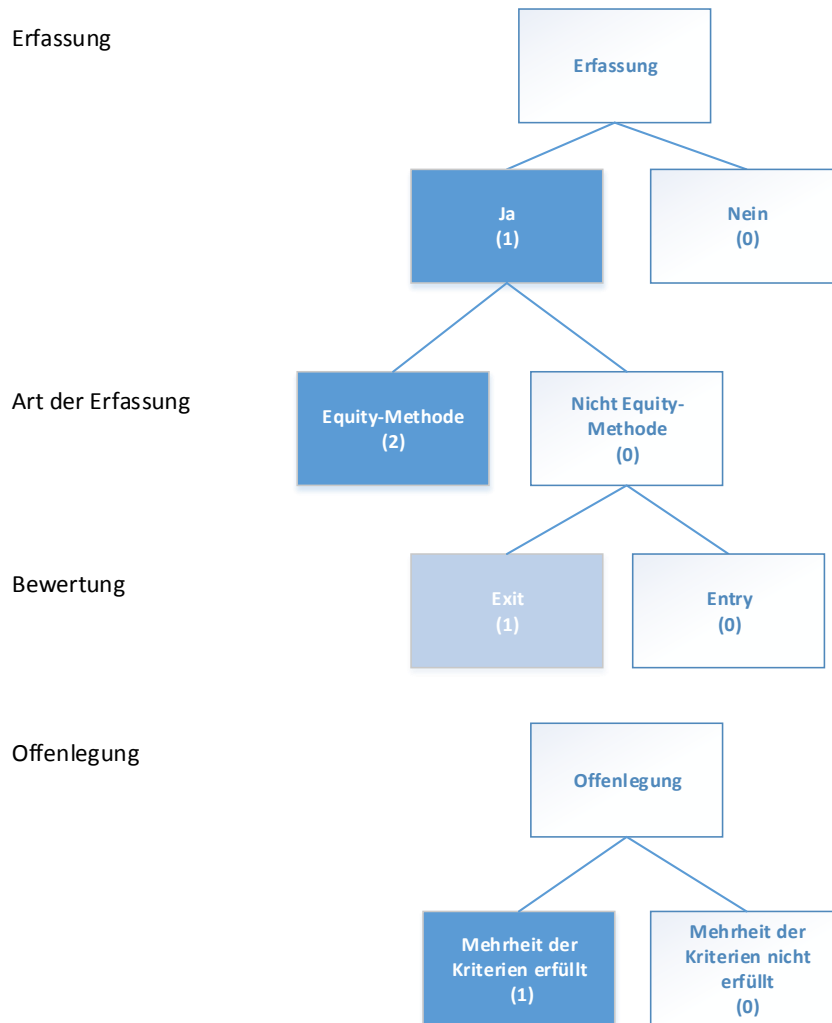 Erfassung
Erfassung
Ja
(1)
Nein
(0)
Art der Erfassung
Equity-Methode
(2)
Nicht Equity-
Methode
(0)
Bewertung
Exit
(1)
Entry
(0)
Offenlegung
Offenlegung
Mehrheit der
Kriterien erfüllt
(1)
Mehrheit der
Kriterien nicht
erfüllt
(0)